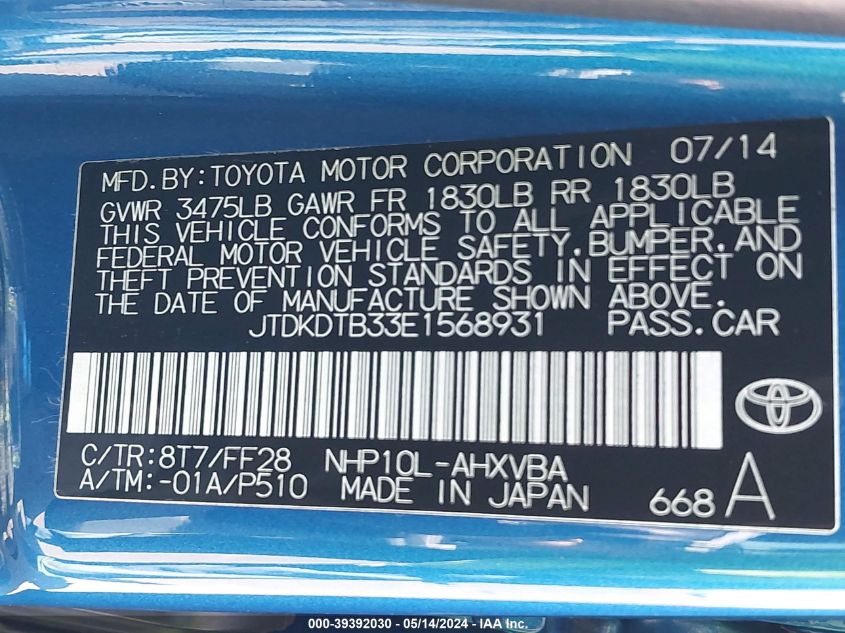 MFD.BY:TOYOTA MOTOR CORPORATION 07/14
GVWR 3475LB GAWR FR 1830LB RR 1830LB
THIS VEHICLE CONFORMS TO ALL APPLICABLE
FEDERAL MOTOR VEHICLE SAFETY,BUMPER,AND
THEFT PREVENTION STANDARDS IN EFFECT ON
THE DATE OF MANUFACTURE SHOWN ABOVE.
JTDKDTB33E1568931 PASS.CAR
C/TR:8T7/FF28 NHP10L-AHXVBA
A/TM:-01A/P510 MADE IN JAPAN 668 A
000-39392030 - 05/14/2024 - IAA Inc.